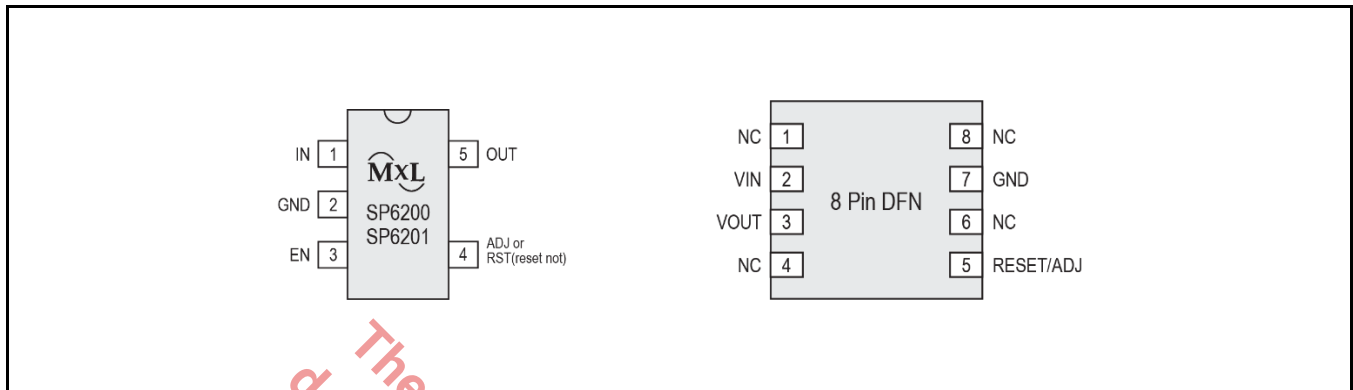 IN 1
GND 2
EN 3
MxL
SP6200
SP6201
5 OUT
4 ADJ or
RST(reset not)
NC 1
VIN 2
VOUT 3
NC 4
8 Pin DFN
8 NC
7 GND
6 NC
5 RESET/ADJ
The
d